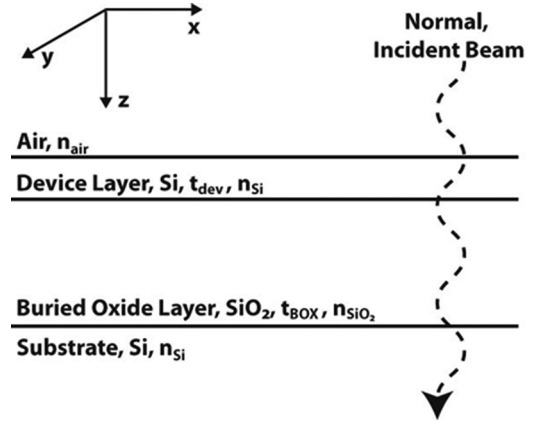 x
y
z
Normal,
Incident Beam
Air, nair
Device Layer, Si, tdev, nSi
Buried Oxide Layer, SiO₂, tBOX, nSiO₂
Substrate, Si, nSi